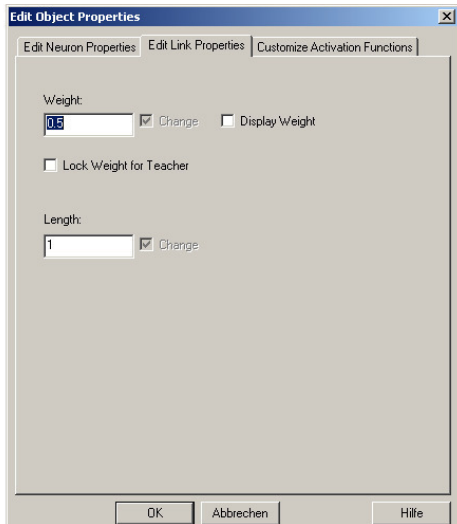 Edit Object Properties
Edit Neuron Properties Edit Link Properties Customize Activation Functions
Weight:
0.5 Change Display Weight
Lock Weight for Teacher
Length:
1 Change
OK Abbrechen Hilfe